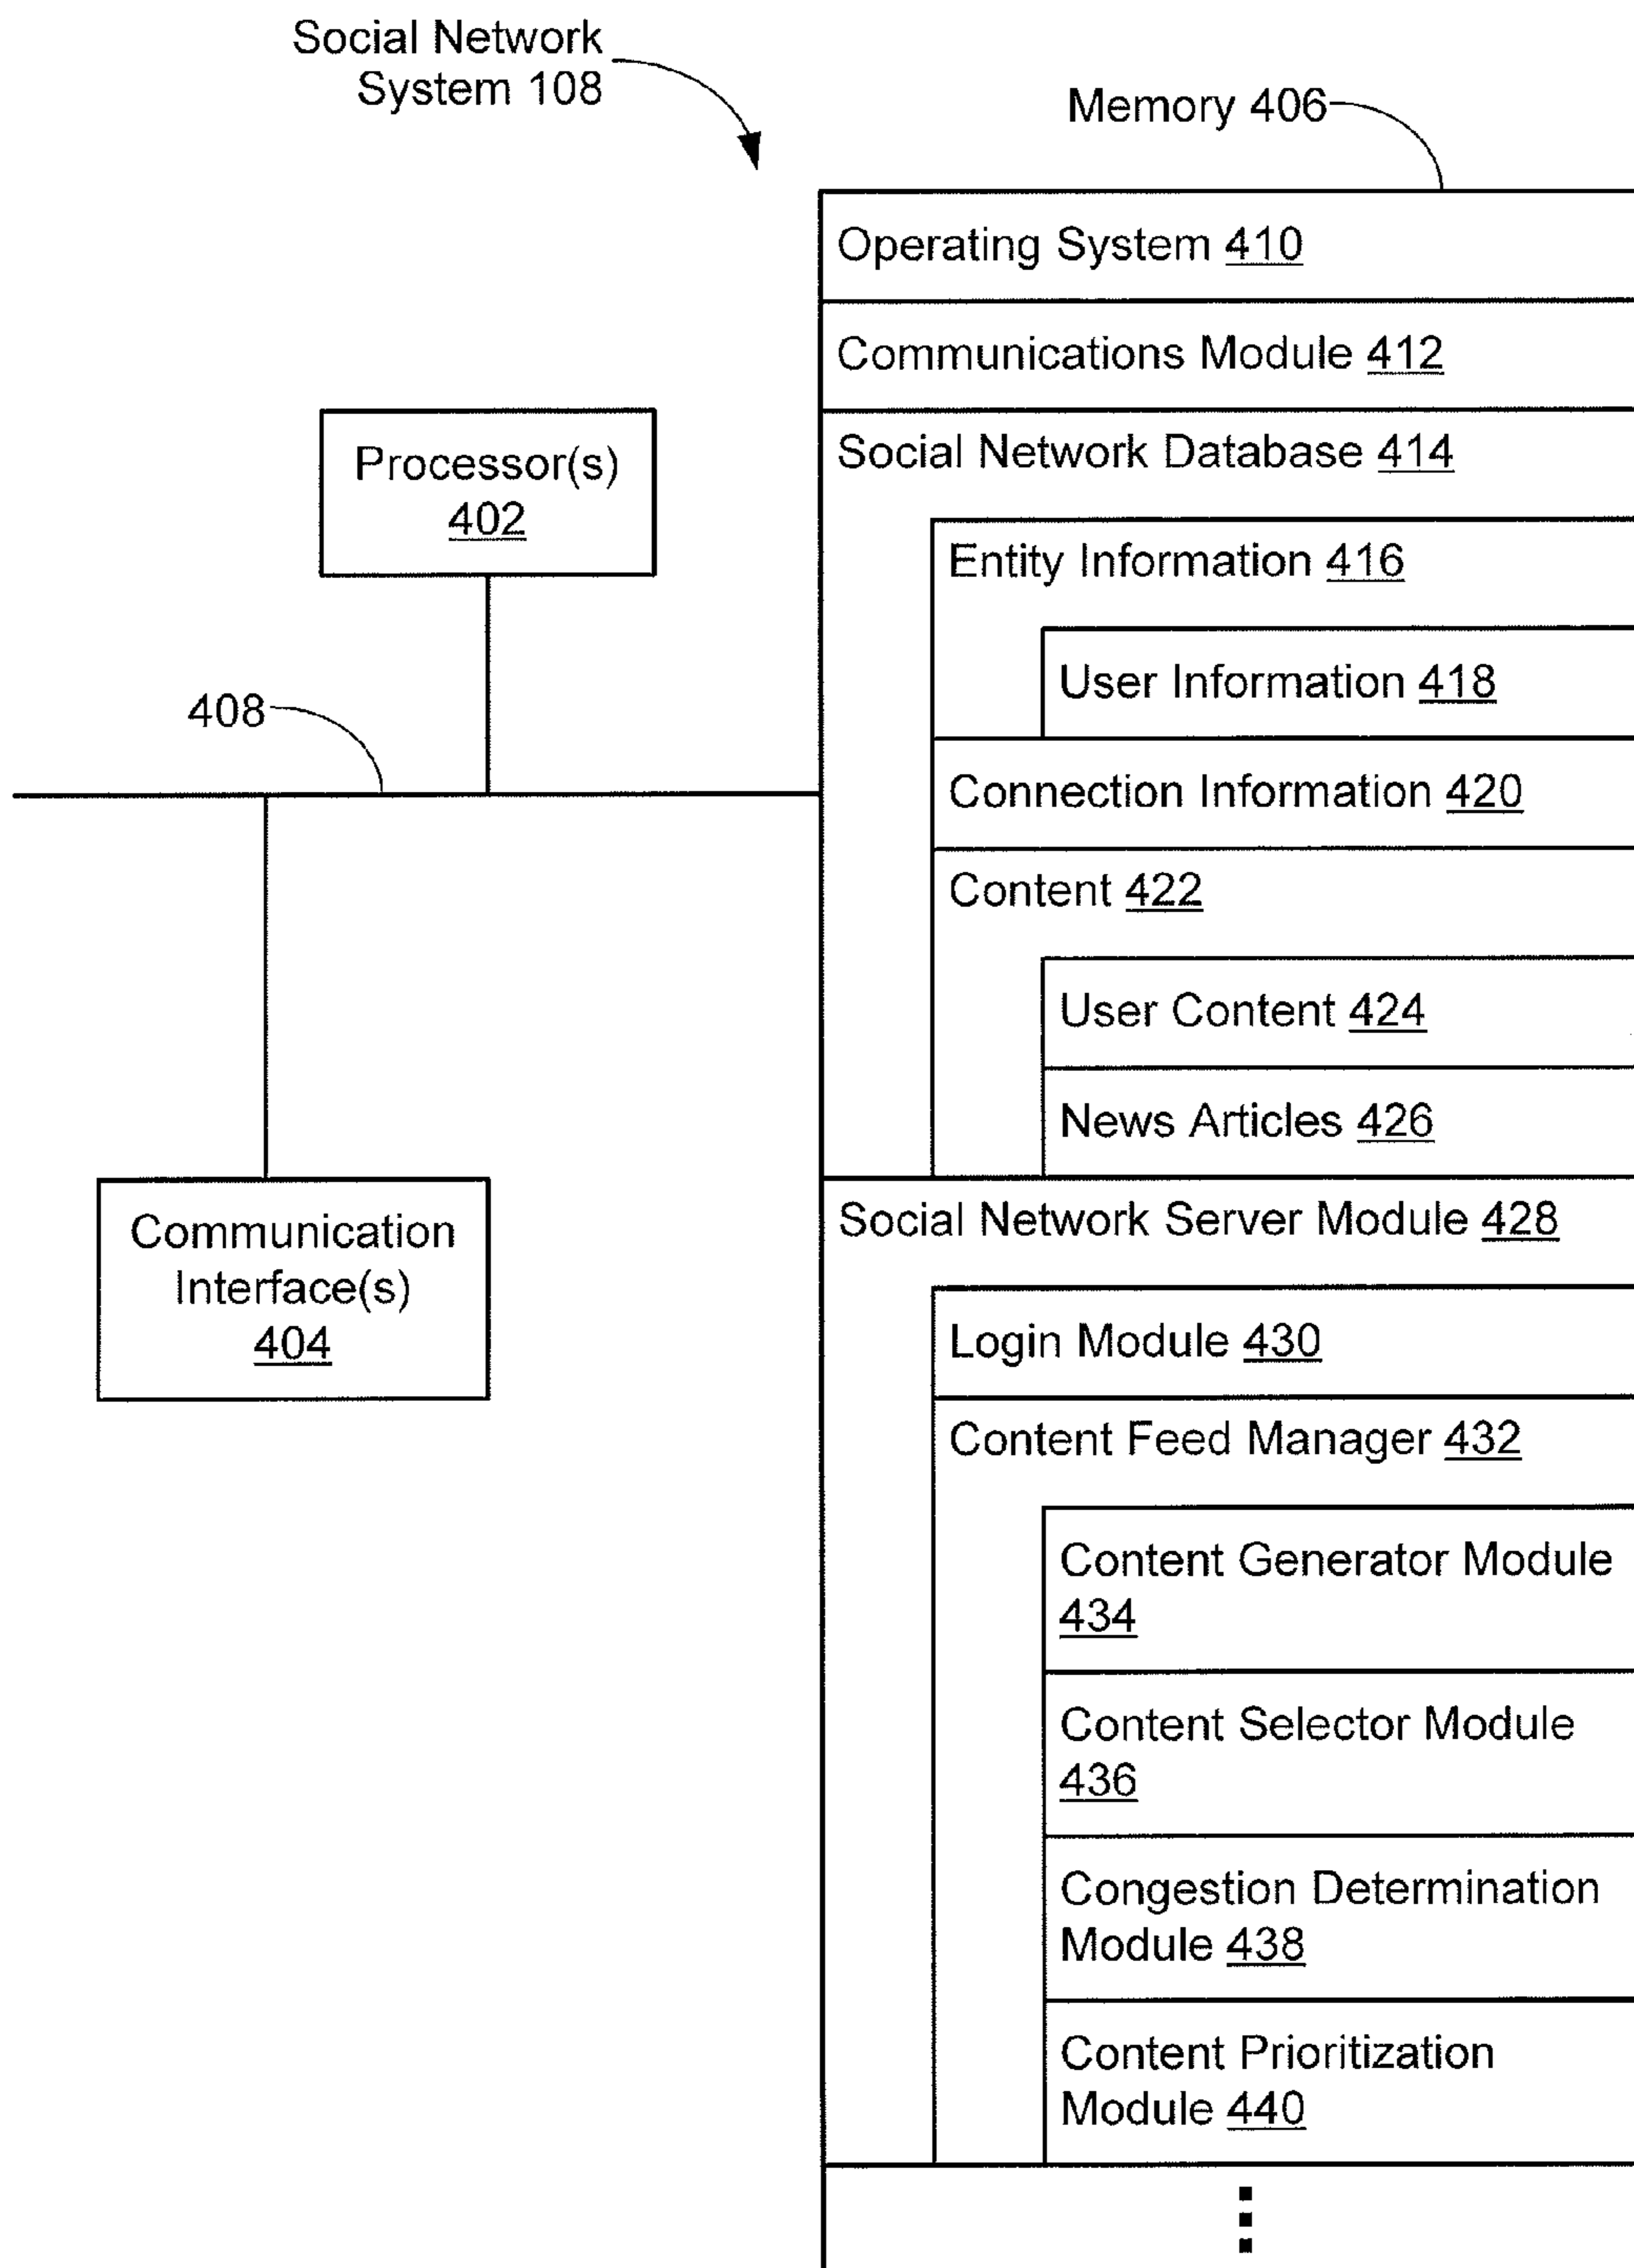 Social Network
System 108
Memory 406
Operating System 410
Communications Module 412
Processor(s)
402
Social Network Database 414
Entity Information 416
User Information 418
408
Connection Information 420
Content 422
User Content 424
News Articles 426
Communication
Interface(s)
404
Social Network Server Module 428
Login Module 430
Content Feed Manager 432
Content Generator Module
434
Content Selector Module
436
Congestion Determination
Module 438
Content Prioritization
Module 440